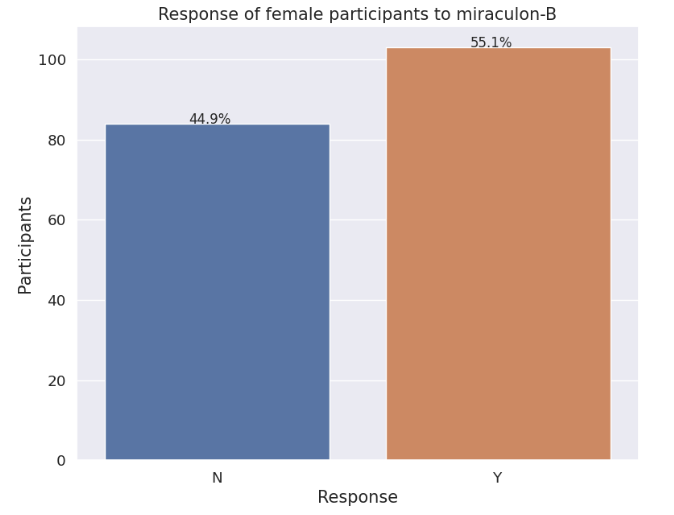 Response of female participants to miraculon-B
55.1%
44.9%
100
80
60
40
20
0
Participants
N
Y
Response